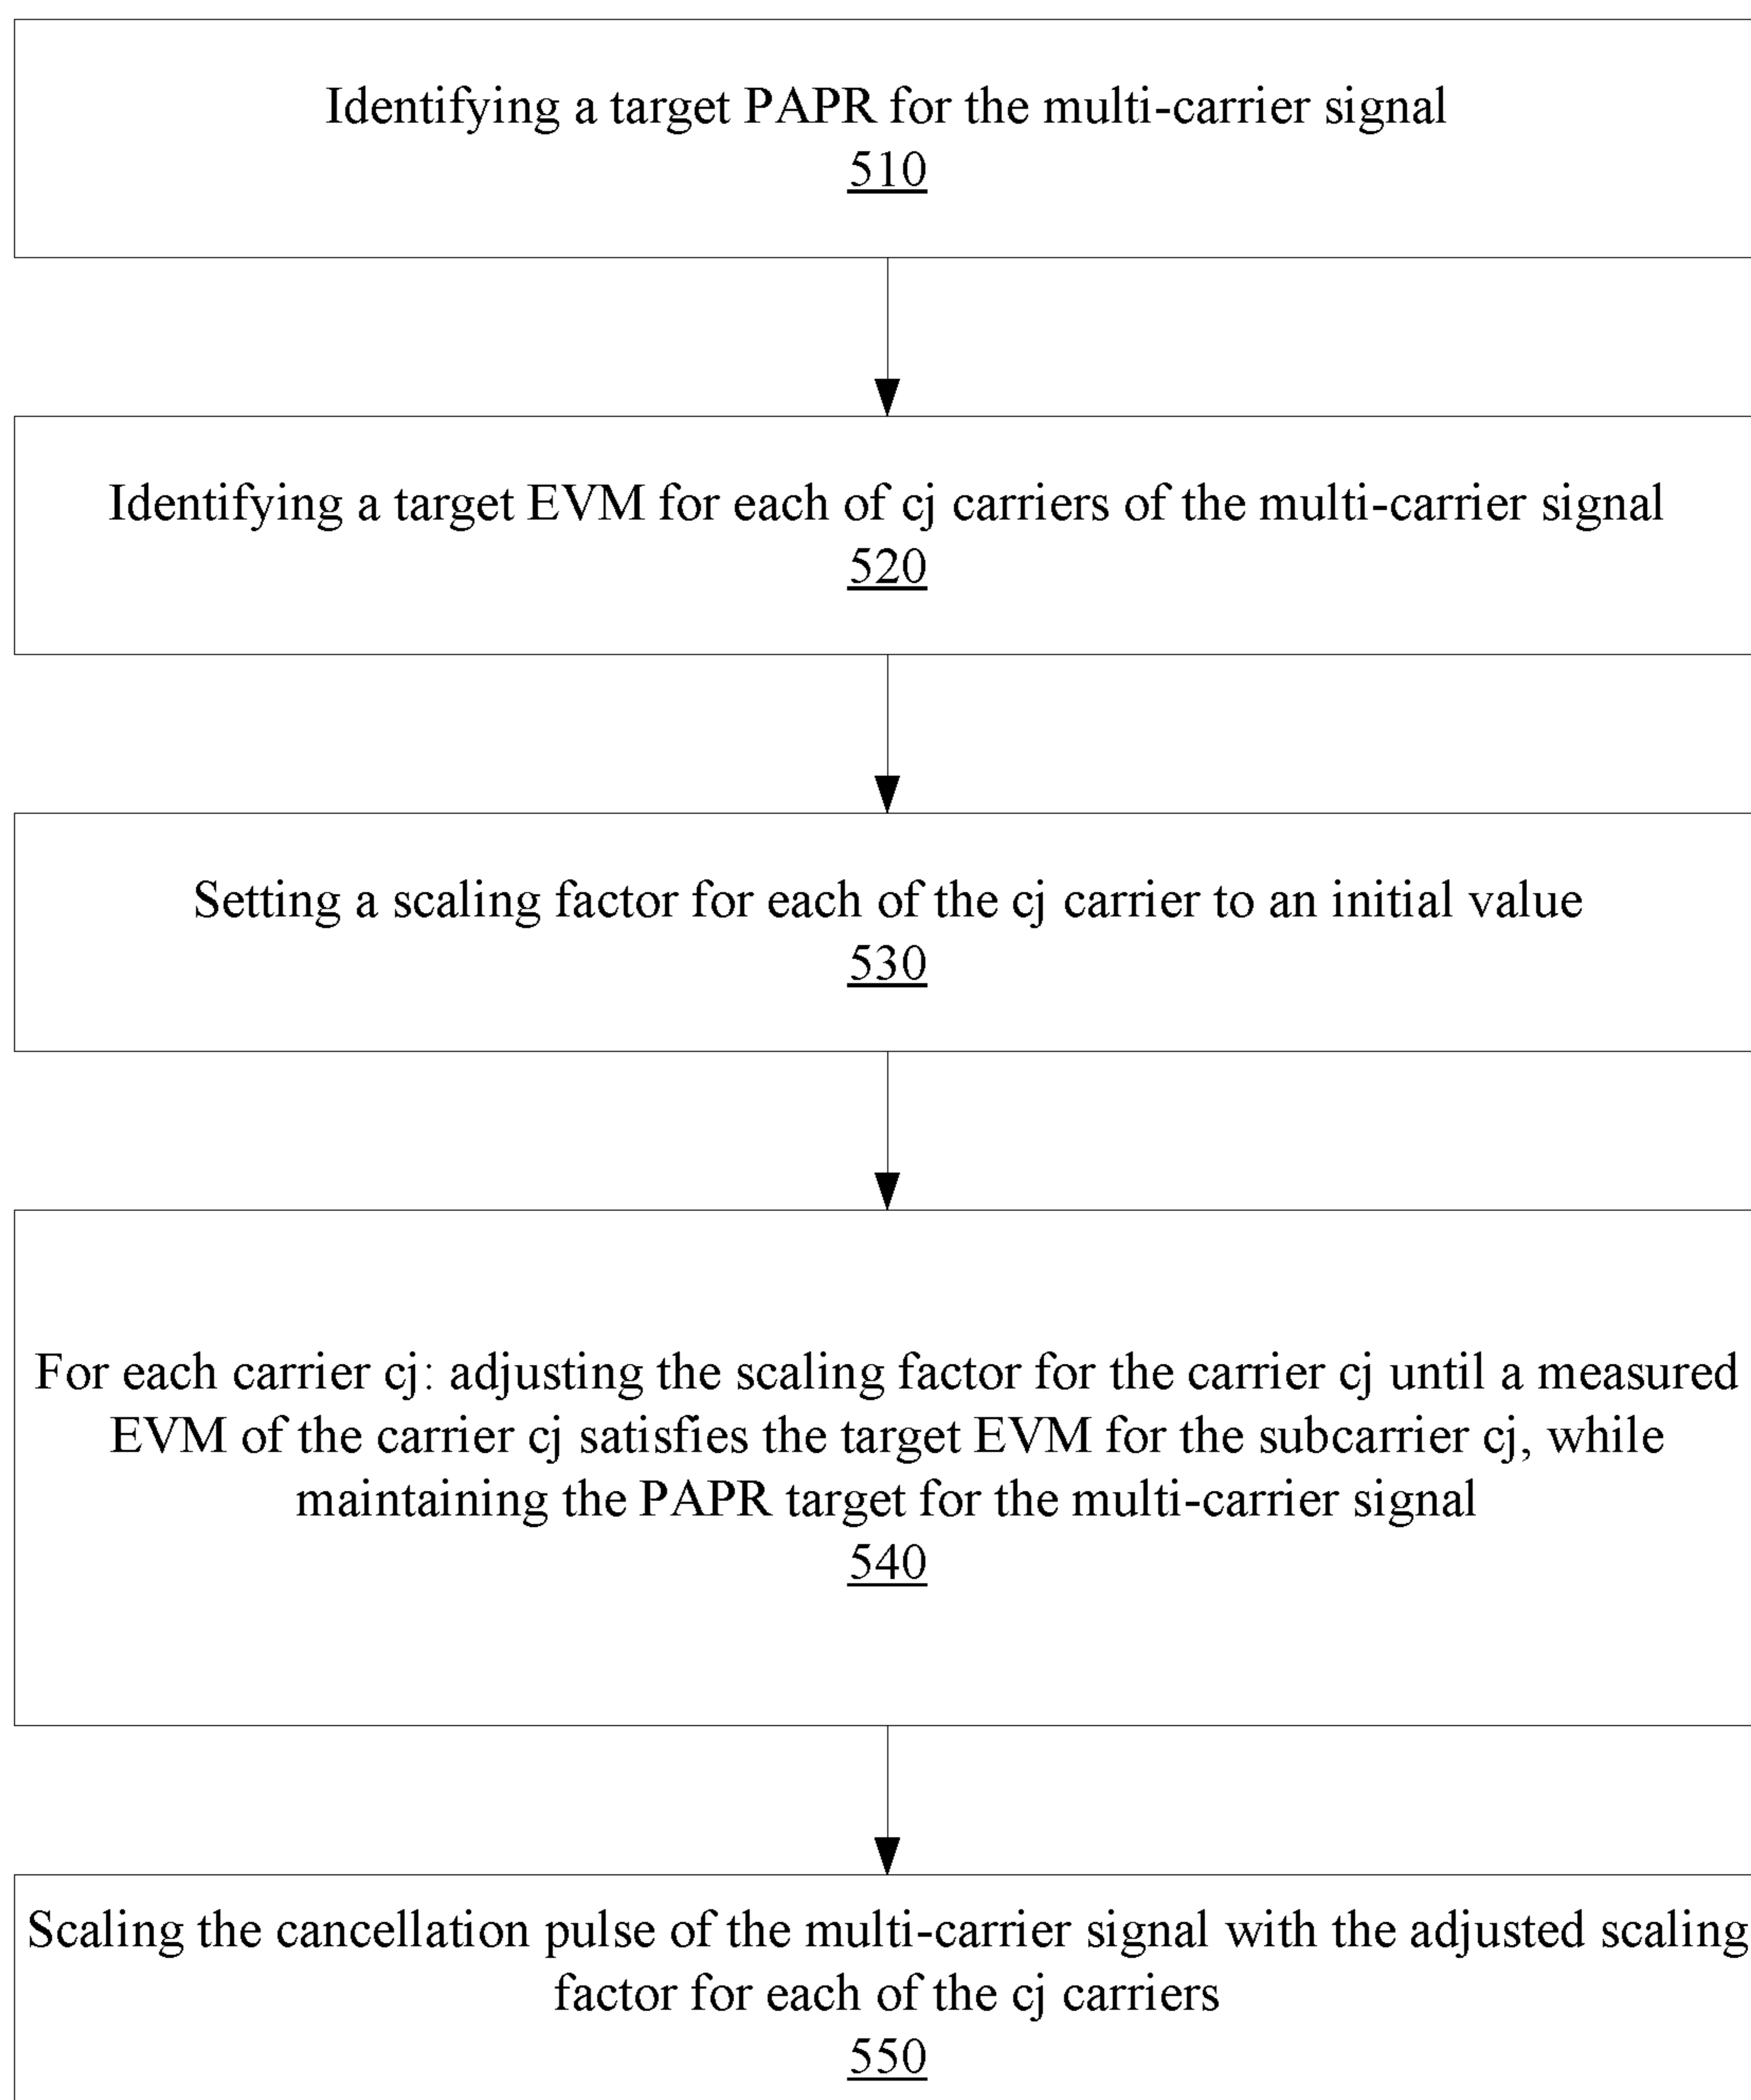 Identifying a target PAPR for the multi-carrier signal
510
Identifying a target EVM for each of cj carriers of the multi-carrier signal
520
Setting a scaling factor for each of the cj carrier to an initial value
530
For each carrier cj: adjusting the scaling factor for the carrier cj until a measured
EVM of the carrier cj satisfies the target EVM for the subcarrier cj, while
maintaining the PAPR target for the multi-carrier signal
540
Scaling the cancellation pulse of the multi-carrier signal with the adjusted scaling
factor for each of the cj carriers
550